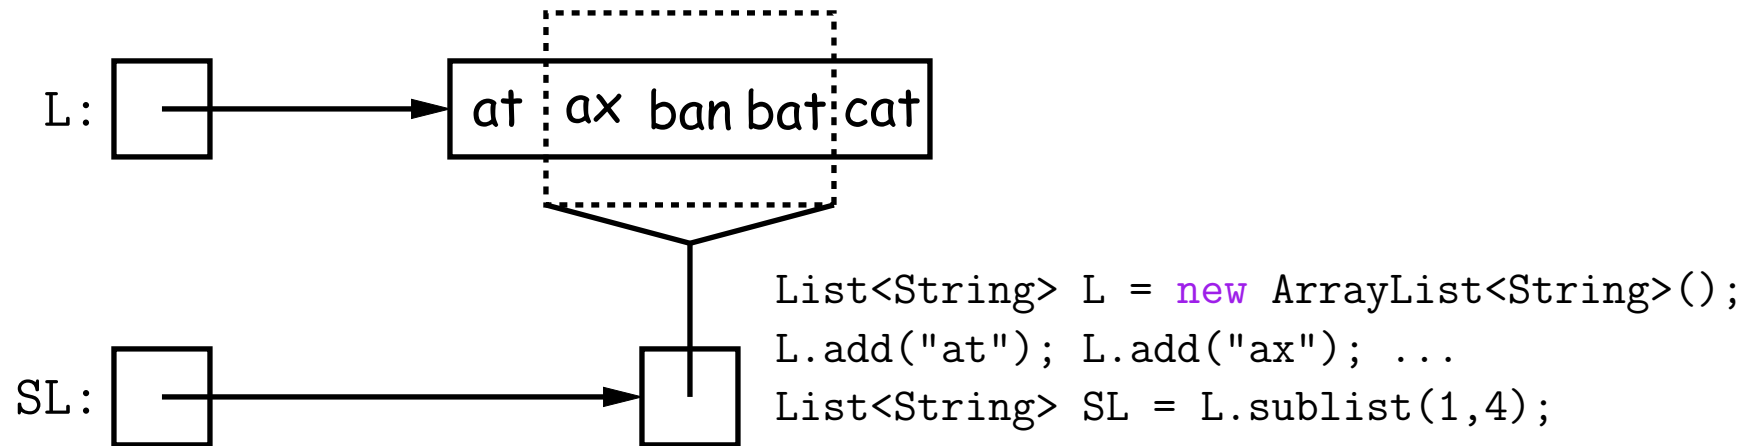 L: at ax ban bat cat
List<String> L = new ArrayList<String>();
L.add("at"); L.add("ax"); ...
SL: List<String> SL = L.sublist(1,4);